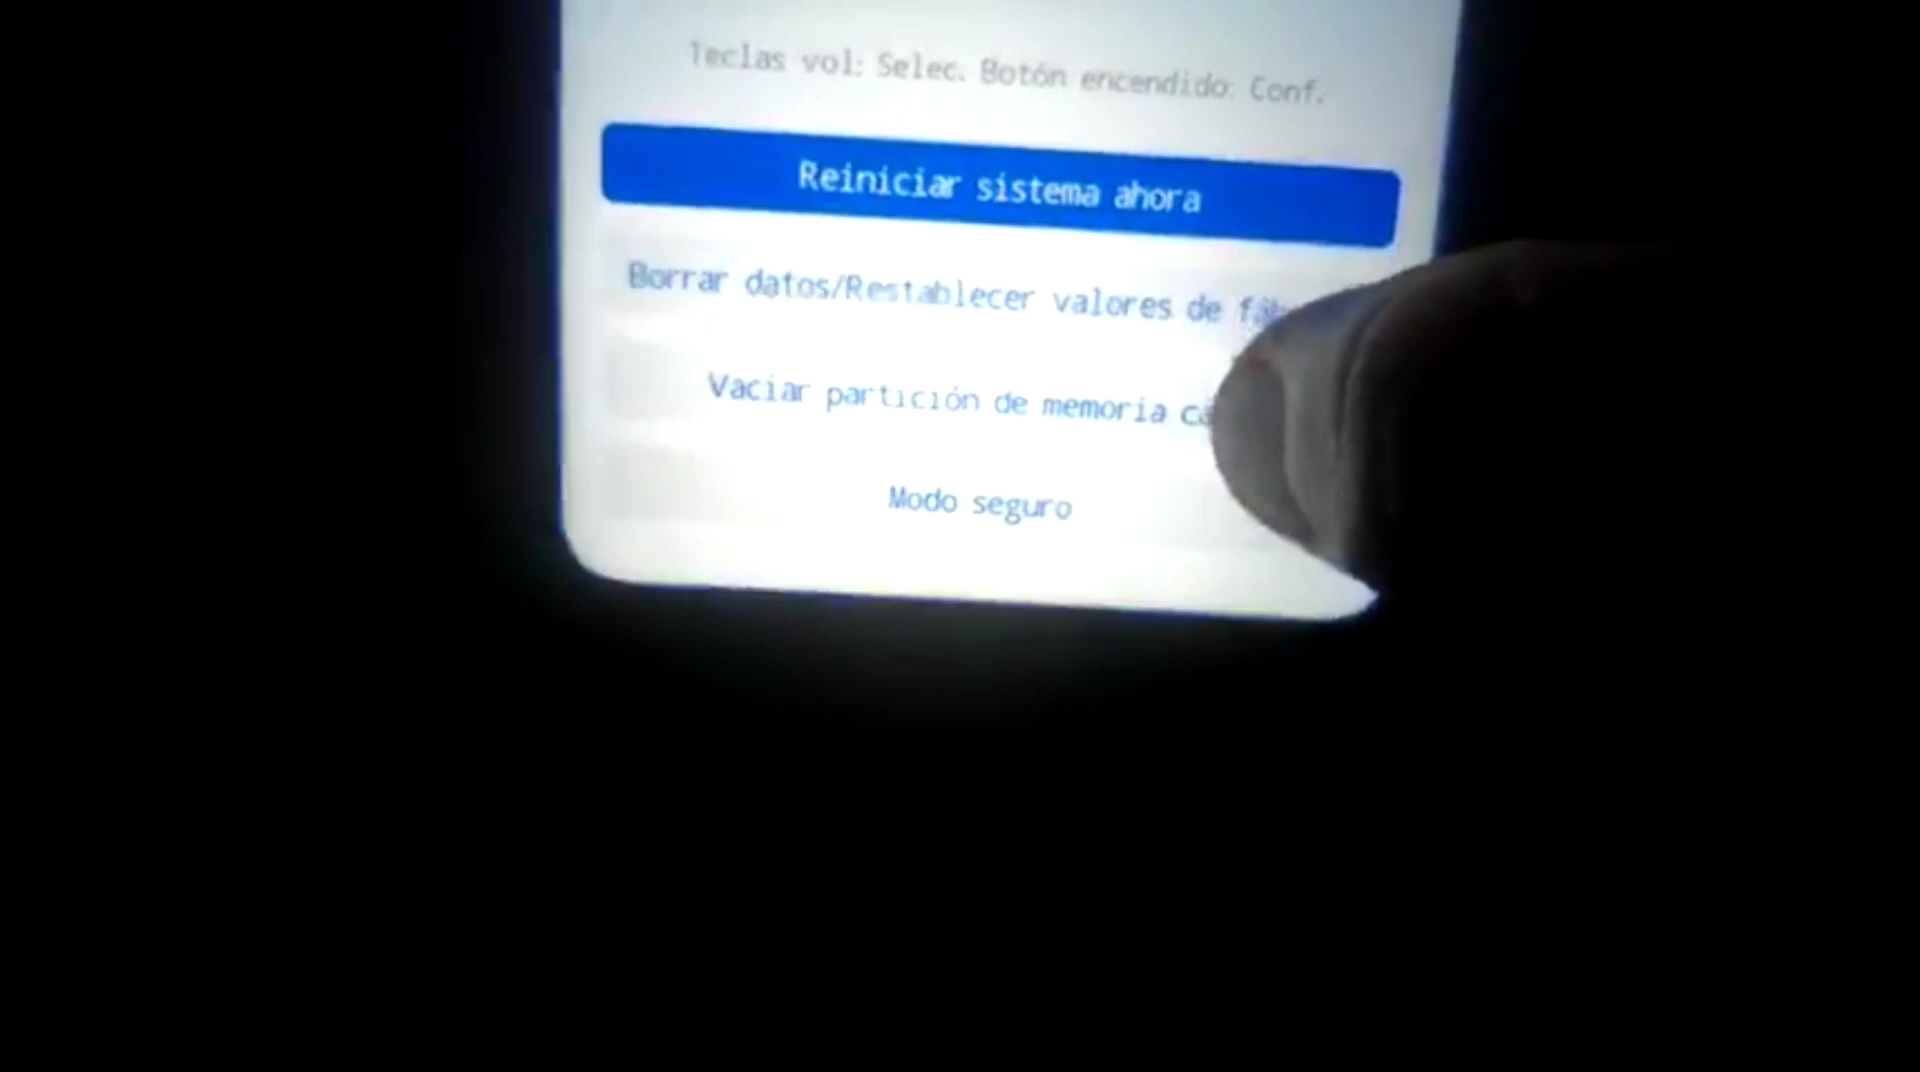 Teclas vol: Selec. Botón encendido: Conf.
Reiniciar sistema ahora
Borrar datos/Restablecer valores de
Vaciar partición de memoria
Modo seguro